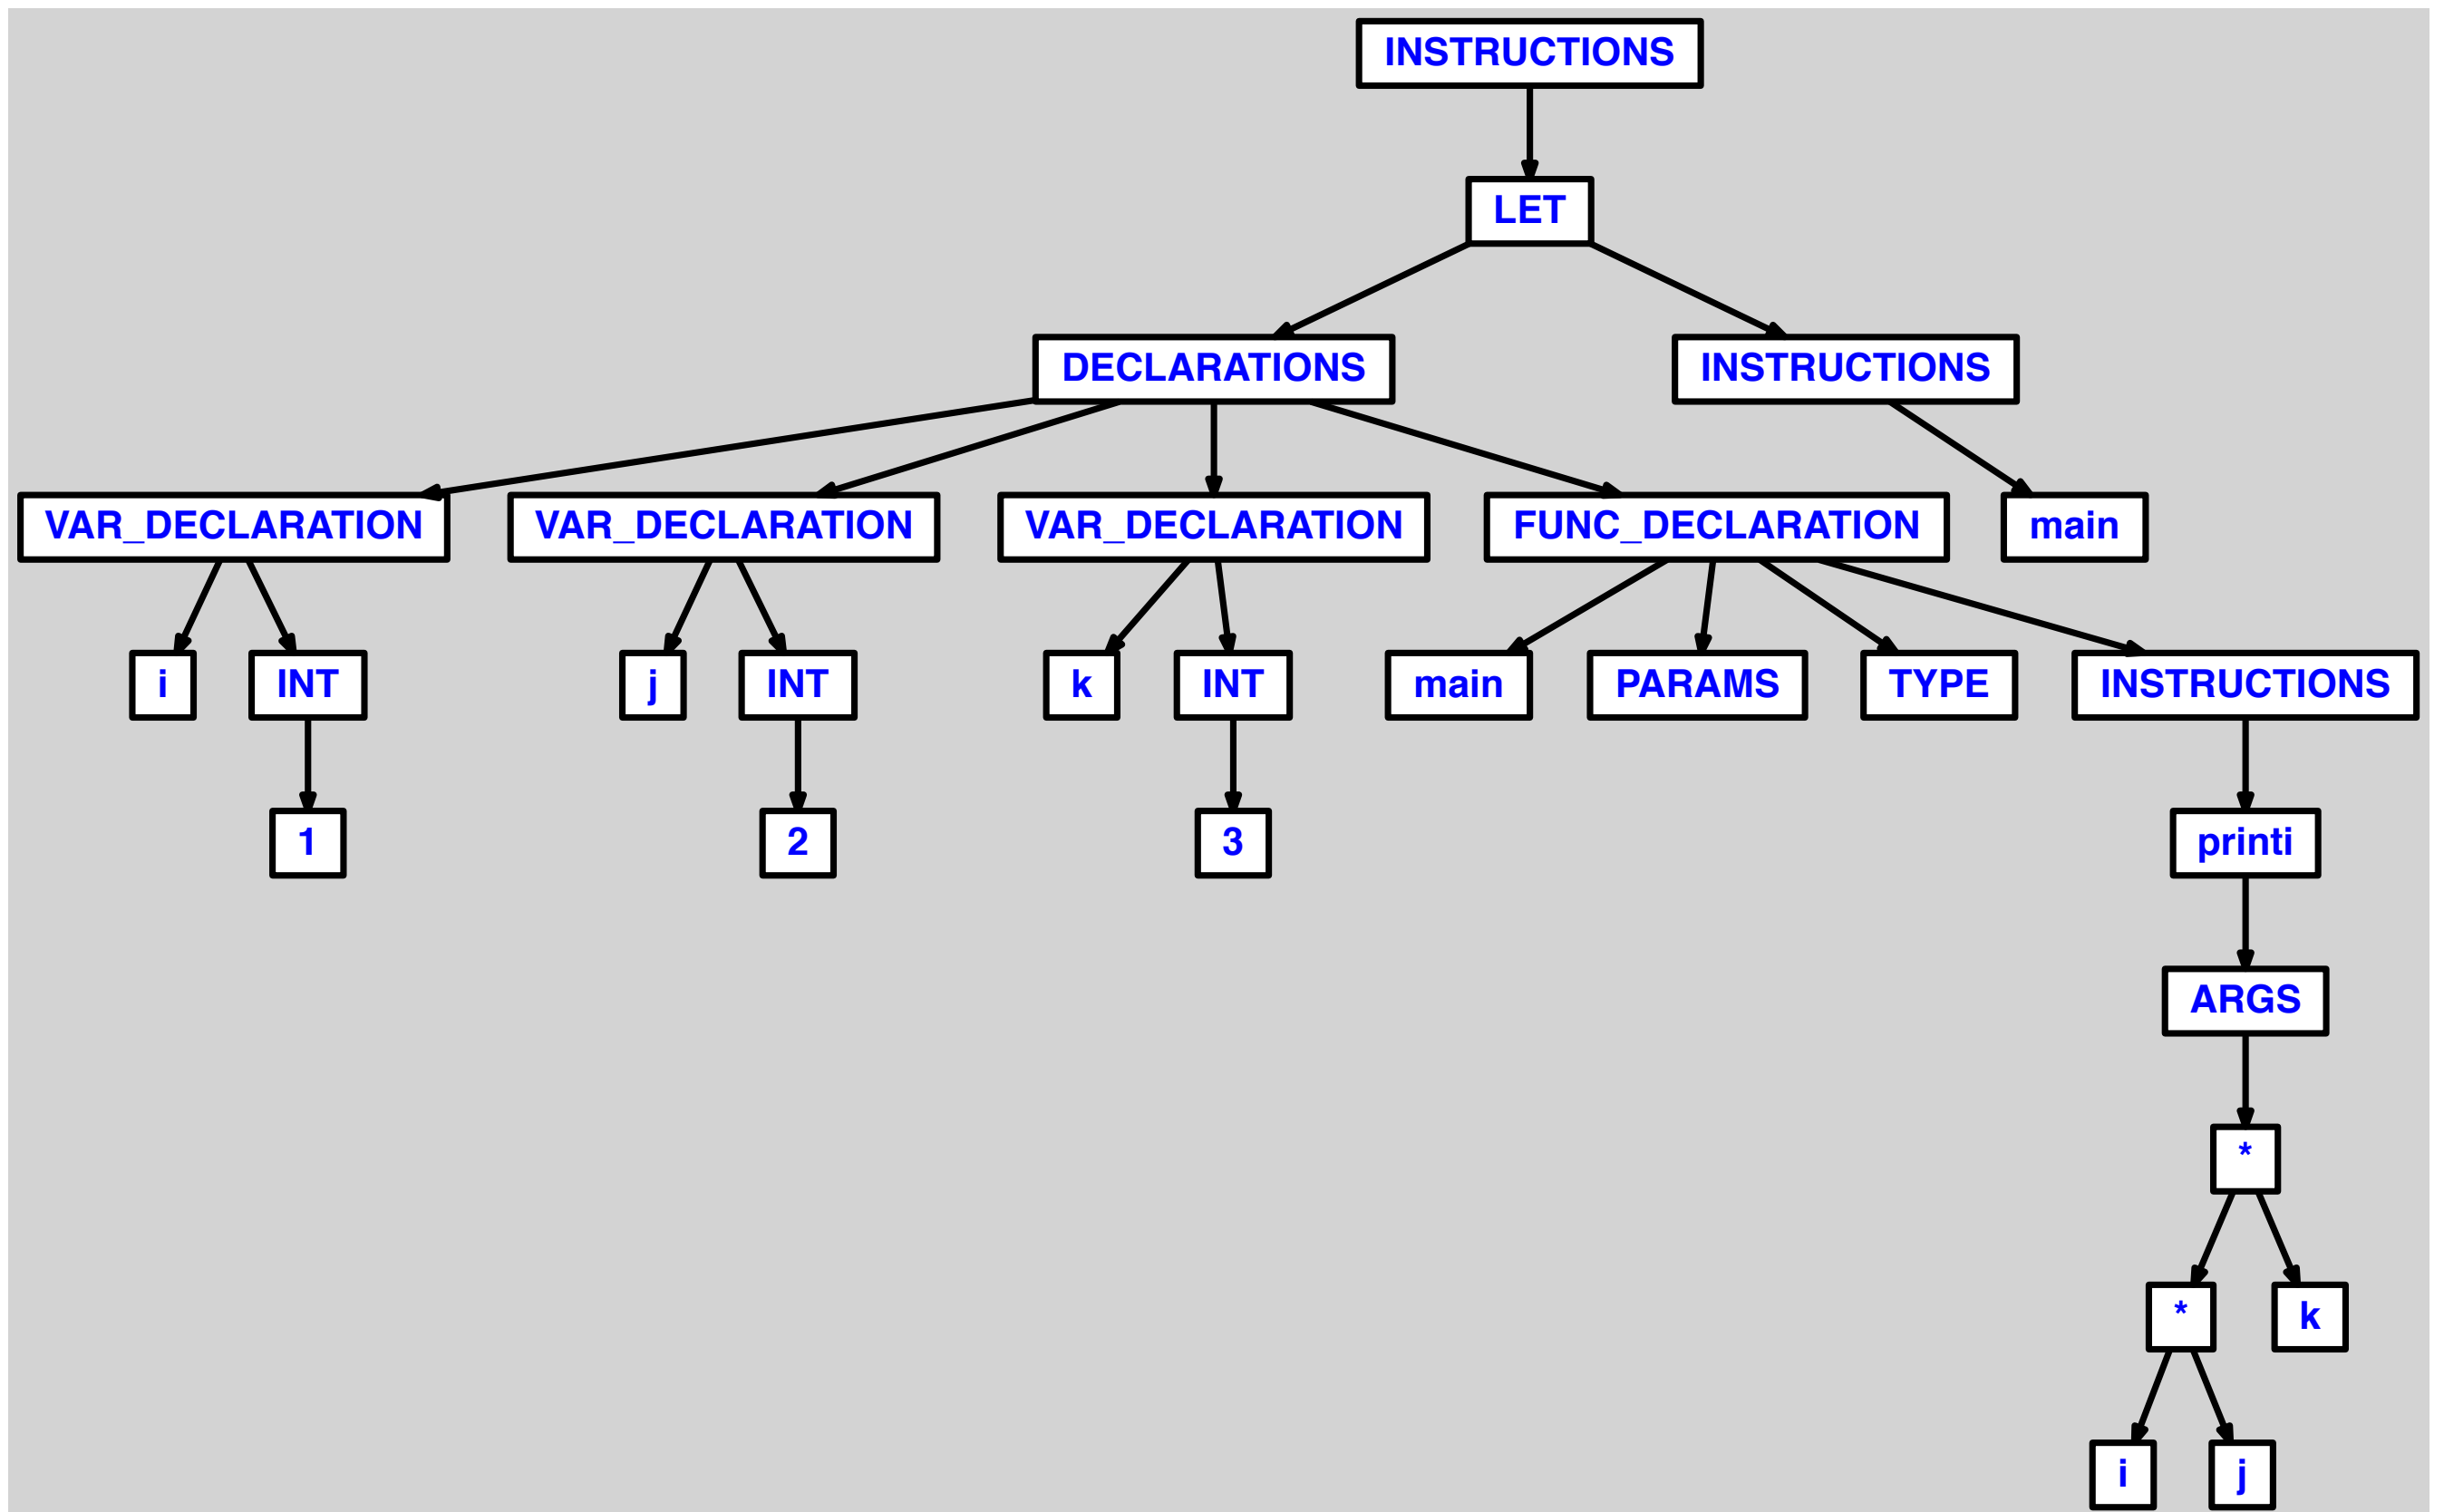 INSTRUCTIONS
LET
DECLARATIONS INSTRUCTIONS
VAR_DECLARATION VAR_DECLARATION VAR_DECLARATION FUNC_DECLARATION main
i INT j INT k INT main PARAMS TYPE INSTRUCTIONS
1 2 3 printi
ARGS
*
* k
i j